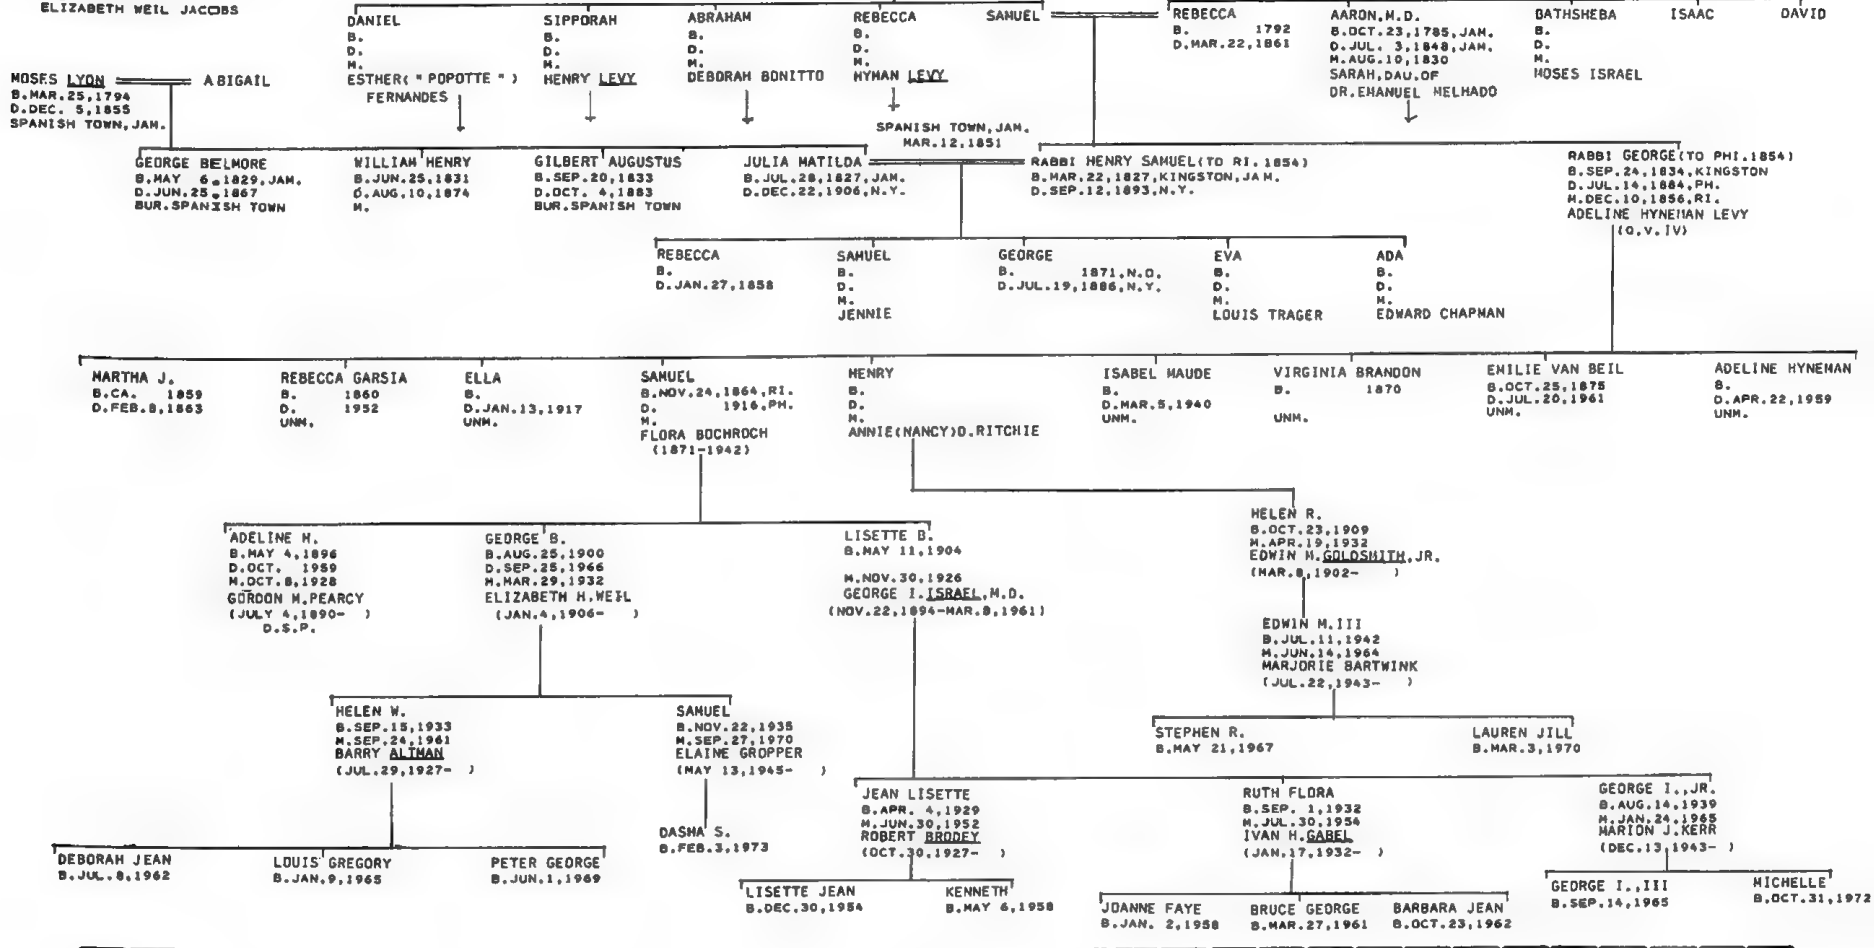 ELIZABETH WEIL JACOBS
DANIEL
B.
D.
M.
ESTHER( " POPOTTE " )
FERNANDES
SIPPORAH
B.
D.
M.
HENRY LEVY
ABRAHAM
B.
D.
M.
DEBORAH BONITTO
REBECCA
B.
D.
M.
HYMAN LEVY
SAMUEL
REBECCA
B. 1792
D.MAR.22,1861
AARON,M.D.
B.OCT.23,1785,JAM.
D.JUL. 3,1848,JAM.
M.AUG.10,1830
SARAH,DAU.OF
DR.EMANUEL MELHADO
BATHSHEBA
B.
D.
M.
MOSES ISRAEL
ISAAC
DAVID
MOSES LYON
B.MAR.25,1794
D.DEC. 5,1855
SPANISH TOWN,JAM.
ABIGAIL
SPANISH TOWN,JAM.
MAR.12,1851
GEORGE BELMORE
B.MAY 6,1829,JAM.
D.JUN.25,1867
BUR.SPANISH TOWN
WILLIAM HENRY
B.JUN.25,1831
D.AUG.10,1874
M.
GILBERT AUGUSTUS
B.SEP.20,1833
D.OCT. 4,1883
BUR.SPANISH TOWN
JULIA MATILDA
B.JUL.28,1827,JAM.
D.DEC.22,1906,N.Y.
RABBI HENRY SAMUEL(TO RI.1854)
B.MAR.22,1827,KINGSTON,JAM.
D.SEP.12,1893,N.Y.
RABBI GEORGE(TO PHI.1854)
B.SEP.24,1834,KINGSTON
D.JUL.14,1884,PH.
M.DEC.10,1856,RI.
ADELINE HYNEMAN LEVY
(Q.V.IV)
REBECCA
B.
D.JAN.27,1858
SAMUEL
B.
D.
M.
JENNIE
GEORGE
B. 1871,N.O.
D.JUL.19,1886,N.Y.
EVA
B.
D.
M.
LOUIS TRAGER
ADA
B.
D.
M.
EDWARD CHAPMAN
MARTHA J.
B.CA. 1859
D.FEB.8,1863
REBECCA GARSIA
B. 1860
D. 1952
UNM.
ELLA
B.
D.JAN.13,1917
UNM.
SAMUEL
B.NOV.24,1864,RI.
D. 1916,PH.
M.
FLORA BOCHROCH
(1871-1942)
HENRY
B.
D.
M.
ANNIE(NANCY)D.RITCHIE
ISABEL MAUDE
B.
D.MAR.5,1940
UNM.
VIRGINIA BRANDON
B. 1870
UNM.
EMILIE VAN BEIL
B.OCT.25,1875
D.JUL.20,1961
UNM.
ADELINE HYNEMAN
B.
D.APR.22,1959
UNM.
ADELINE H.
B.MAY 4,1896
D.OCT. 1959
M.OCT.8,1928
GORDON M.PEARCY
(JULY 4,1890- )
D.S.P.
GEORGE B.
B.AUG.25,1900
D.SEP.25,1966
M.MAR.29,1932
ELIZABETH H.WEIL
(JAN.4,1906- )
LISETTE B.
B.MAY 11,1904
M.NOV.30,1926
GEORGE I.ISRAEL,M.D.
(NOV.22,1894-MAR.8,1961)
HELEN R.
B.OCT.23,1909
M.APR.19,1932
EDWIN M.GOLDSMITH,JR.
(MAR.8,1902- )
EDWIN M.III
B.JUL.11,1942
M.JUN.14,1964
MARJORIE BARTWINK
(JUL.22,1943- )
HELEN W.
B.SEP.15,1933
M.SEP.24,1961
BARRY ALTMAN
(JUL.29,1927- )
SAMUEL
B.NOV.22,1935
M.SEP.27,1970
ELAINE GROPPER
(MAY 13,1945- )
STEPHEN R.
B.MAY 21,1967
LAUREN JILL
B.MAR.3,1970
JEAN LISETTE
B.APR. 4,1929
M.JUN.30,1952
ROBERT BRODEY
(OCT.30,1927- )
RUTH FLORA
B.SEP. 1,1932
M.JUL.30,1954
IVAN H.GABEL
(JAN.17,1932- )
GEORGE I.,JR.
B.AUG.14,1939
M.JAN.24,1965
MARION J.KERR
(DEC.13,1943- )
DASHA S.
B.FEB.3,1973
DEBORAH JEAN
B.JUL.8,1962
LOUIS GREGORY
B.JAN.9,1965
PETER GEORGE
B.JUN.1,1969
LISETTE JEAN
B.DEC.30,1954
KENNETH
B.MAY 6,1958
JOANNE FAYE
B.JAN. 2,1958
BRUCE GEORGE
B.MAR.27,1961
BARBARA JEAN
B.OCT.23,1962
GEORGE I.,III
B.SEP.14,1965
MICHELLE
B.OCT.31,1972